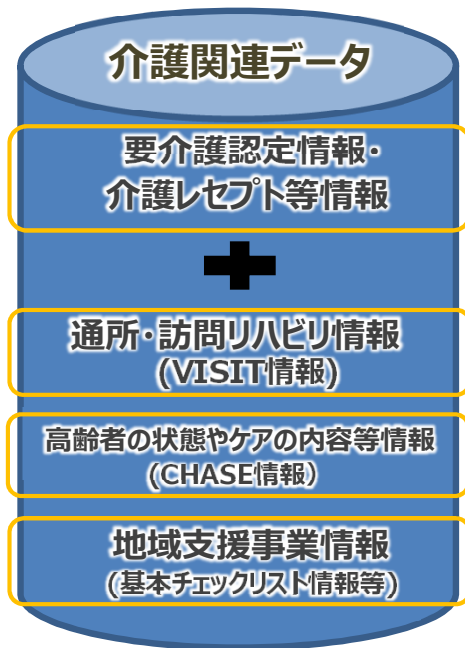 介護関連データ
要介護認定情報・
介護レセプト等情報
通所・訪問リハビリ情報
(VISIT情報)
高齢者の状態やケアの内容等情報
(CHASE情報）
地域支援事業情報
(基本チェックリスト情報等)